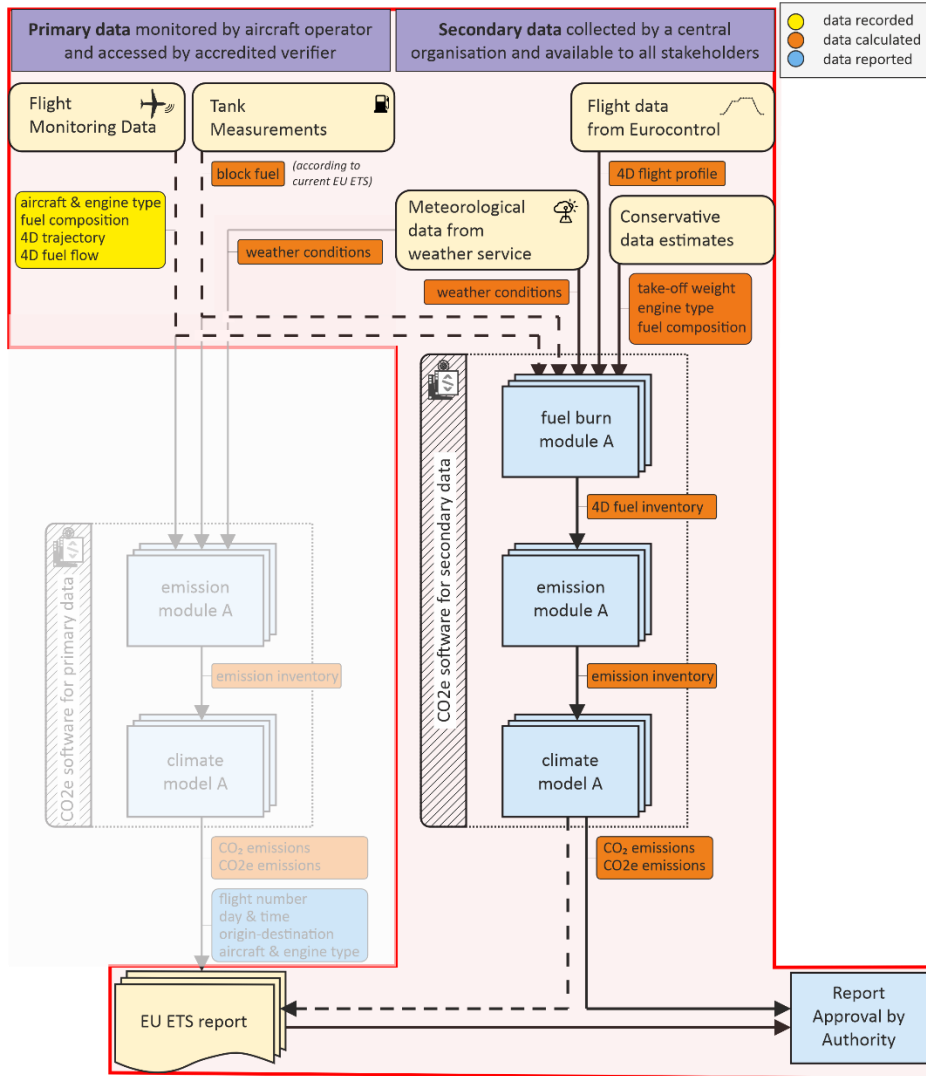 Primary data monitored by aircraft operator
and accessed by accredited verifier
Secondary data collected by a central
organisation and available to all stakeholders
data recorded
data calculated
data reported
Flight
Monitoring Data
Tank
Measurements
Flight data
from Eurocontrol
block fuel
(according to
current EU ETS)
4D flight profile
aircraft & engine type
fuel composition
4D trajectory
4D fuel flow
weather conditions
Meteorological
data from
weather service
Conservative
data estimates
weather conditions
take-off weight
engine type
fuel composition
CO2e software for secondary data
fuel burn
module A
4D fuel inventory
emission
module A
emission inventory
climate
model A
CO₂ emissions
CO2e emissions
CO2e software for primary data
emission
module A
emission inventory
climate
model A
CO₂ emissions
CO2e emissions
flight number
day & time
origin-destination
aircraft & engine type
EU ETS report
Report
Approval by
Authority